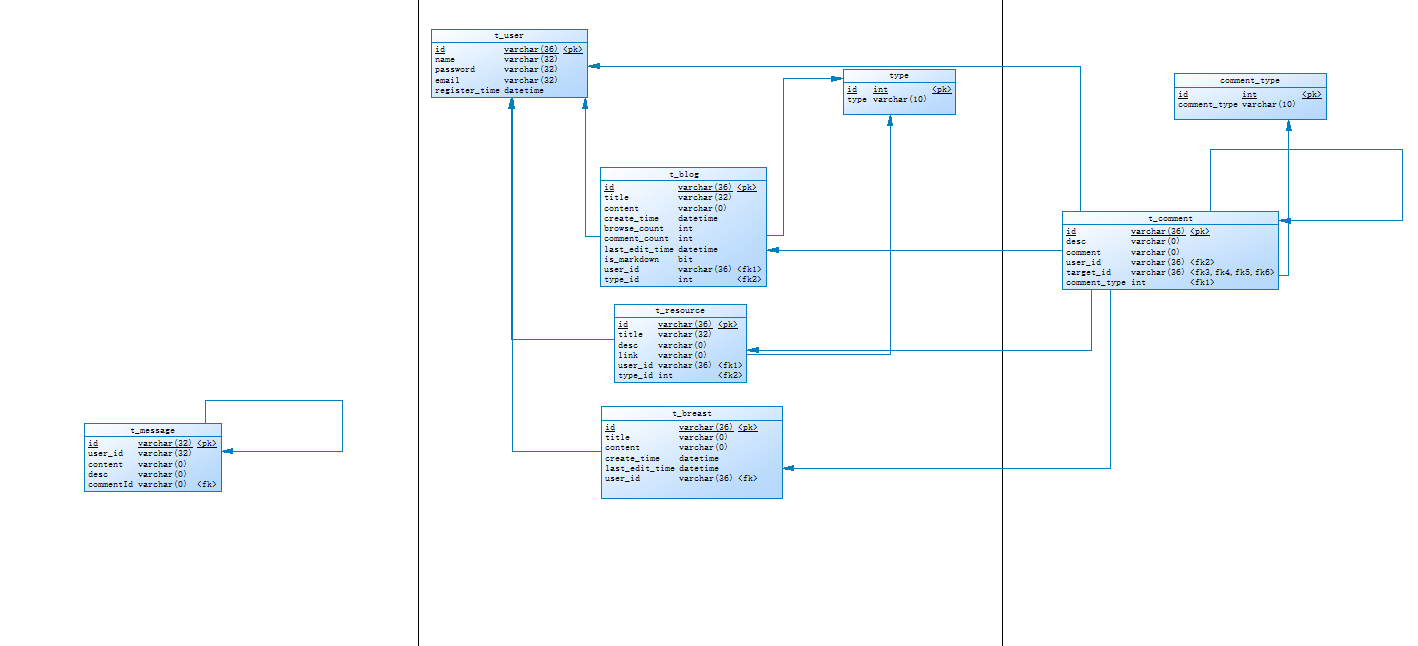 t_user
id varchar(36) <pk>
name varchar(32)
password varchar(32)
email varchar(32)
register_time datetime
type
id int <pk>
type varchar(10)
comment_type
id int <pk>
comment_type varchar(10)
t_blog
id varchar(36) <pk>
title varchar(32)
content varchar(0)
create_time datetime
browse_count int
comment_count int
last_edit_time datetime
is_markdown bit
user_id varchar(36) <fk1>
type_id int <fk2>
t_comment
id varchar(36) <pk>
desc varchar(0)
comment varchar(0)
user_id varchar(36) <fk2>
target_id varchar(36) <fk3,fk4,fk5,fk6>
comment_type int <fk1>
t_resource
id varchar(36) <pk>
title varchar(32)
desc varchar(0)
link varchar(0)
user_id varchar(36) <fk1>
type_id int <fk2>
t_message
id varchar(32) <pk>
user_id varchar(32)
content varchar(0)
desc varchar(0)
commentId varchar(0) <fk>
t_breast
id varchar(36) <pk>
title varchar(0)
content varchar(0)
create_time datetime
last_edit_time datetime
user_id varchar(36) <fk>